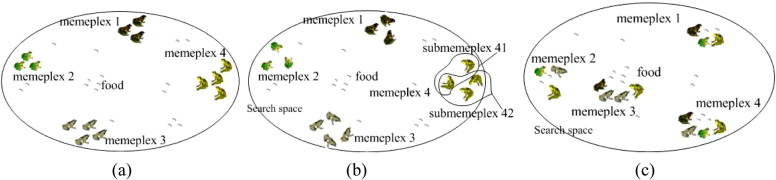 memeplex 1
memeplex 4
memeplex 2
food
memeplex 3
(a)
memeplex 1
submemeplex 41
memeplex 2
food
memeplex 4
Search space
submemeplex 42
memeplex 3
(b)
memeplex 1
memeplex 2
food
memeplex 3
memeplex 4
Search space
(c)